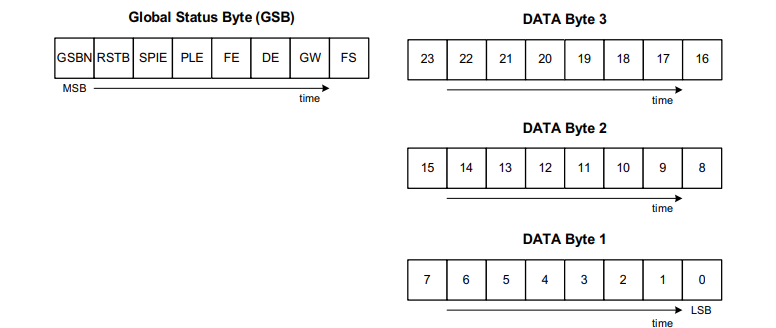 Global Status Byte (GSB)
GSBN RSTB SPIE PLE FE DE GW FS
MSB
time
DATA Byte 3
23 22 21 20 19 18 17 16
time
DATA Byte 2
15 14 13 12 11 10 9 8
time
DATA Byte 1
7 6 5 4 3 2 1 0
time
LSB